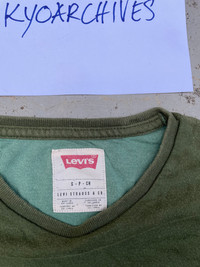 KYOARCHIVES
Levi's
S - P - CH
LEVI STRAUSS & CO.